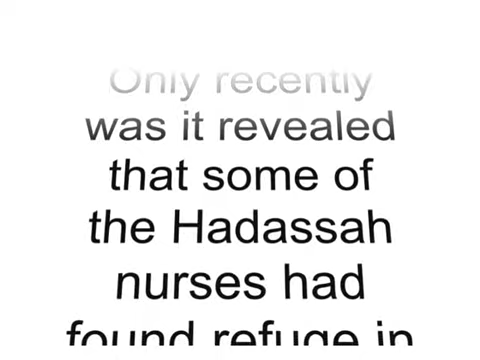 Only recently
was it revealed
that some of
the Hadassah
nurses had
found refuge in